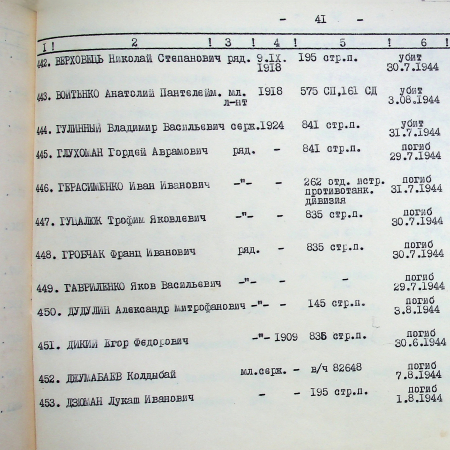 - 41 -
1! 2 ! 3 ! 4 ! 5 ! 6 !
442. ВЕРХОВЕЦЬ Николай Степанович ряд. 9.IX. 1918 195 стр.п. убит 30.7.1944
443. ВОЙТЕНКО Анатолий Пантелейм. мл. л-нт 1918 575 СП,161 СД убит 3.08.1944
444. ГУЛИННЫЙ Владимир Васильевич серж.1924 841 стр.п. убит 31.7.1944
445. ГЛУХОМАН Гордей Аврамович ряд. - 841 стр.п. погиб 29.7.1944
446. ГЕРАСИМЕНКО Иван Иванович -"- - 262 отд. истр. противотанк. дивизия погиб 31.7.1944
447. ГУЦАЛЮК Трофим Яковлевич -"- - 835 стр.п. погиб 30.7.1944
448. ГРОБЧАК Франц Иванович ряд. - 835 стр.п. погиб 30.7.1944
449. ГАВРИЛЕНКО Яков Васильевич -"- - - погиб 29.7.1944
450. ДУДУЛИН Александр Митрофанович -"- - 145 стр.п. погиб 3.8.1944
451. ДИКИЙ Егор Федорович -"- 1909 835 стр.п. погиб 30.6.1944
452. ДЖУМАБАЕВ Колдибай мл.серж. - в/ч 82648 погиб 7.8.1944
453. ДЗЮМАН Лукаш Иванович - - 195 стр.п. погиб 1.8.1944